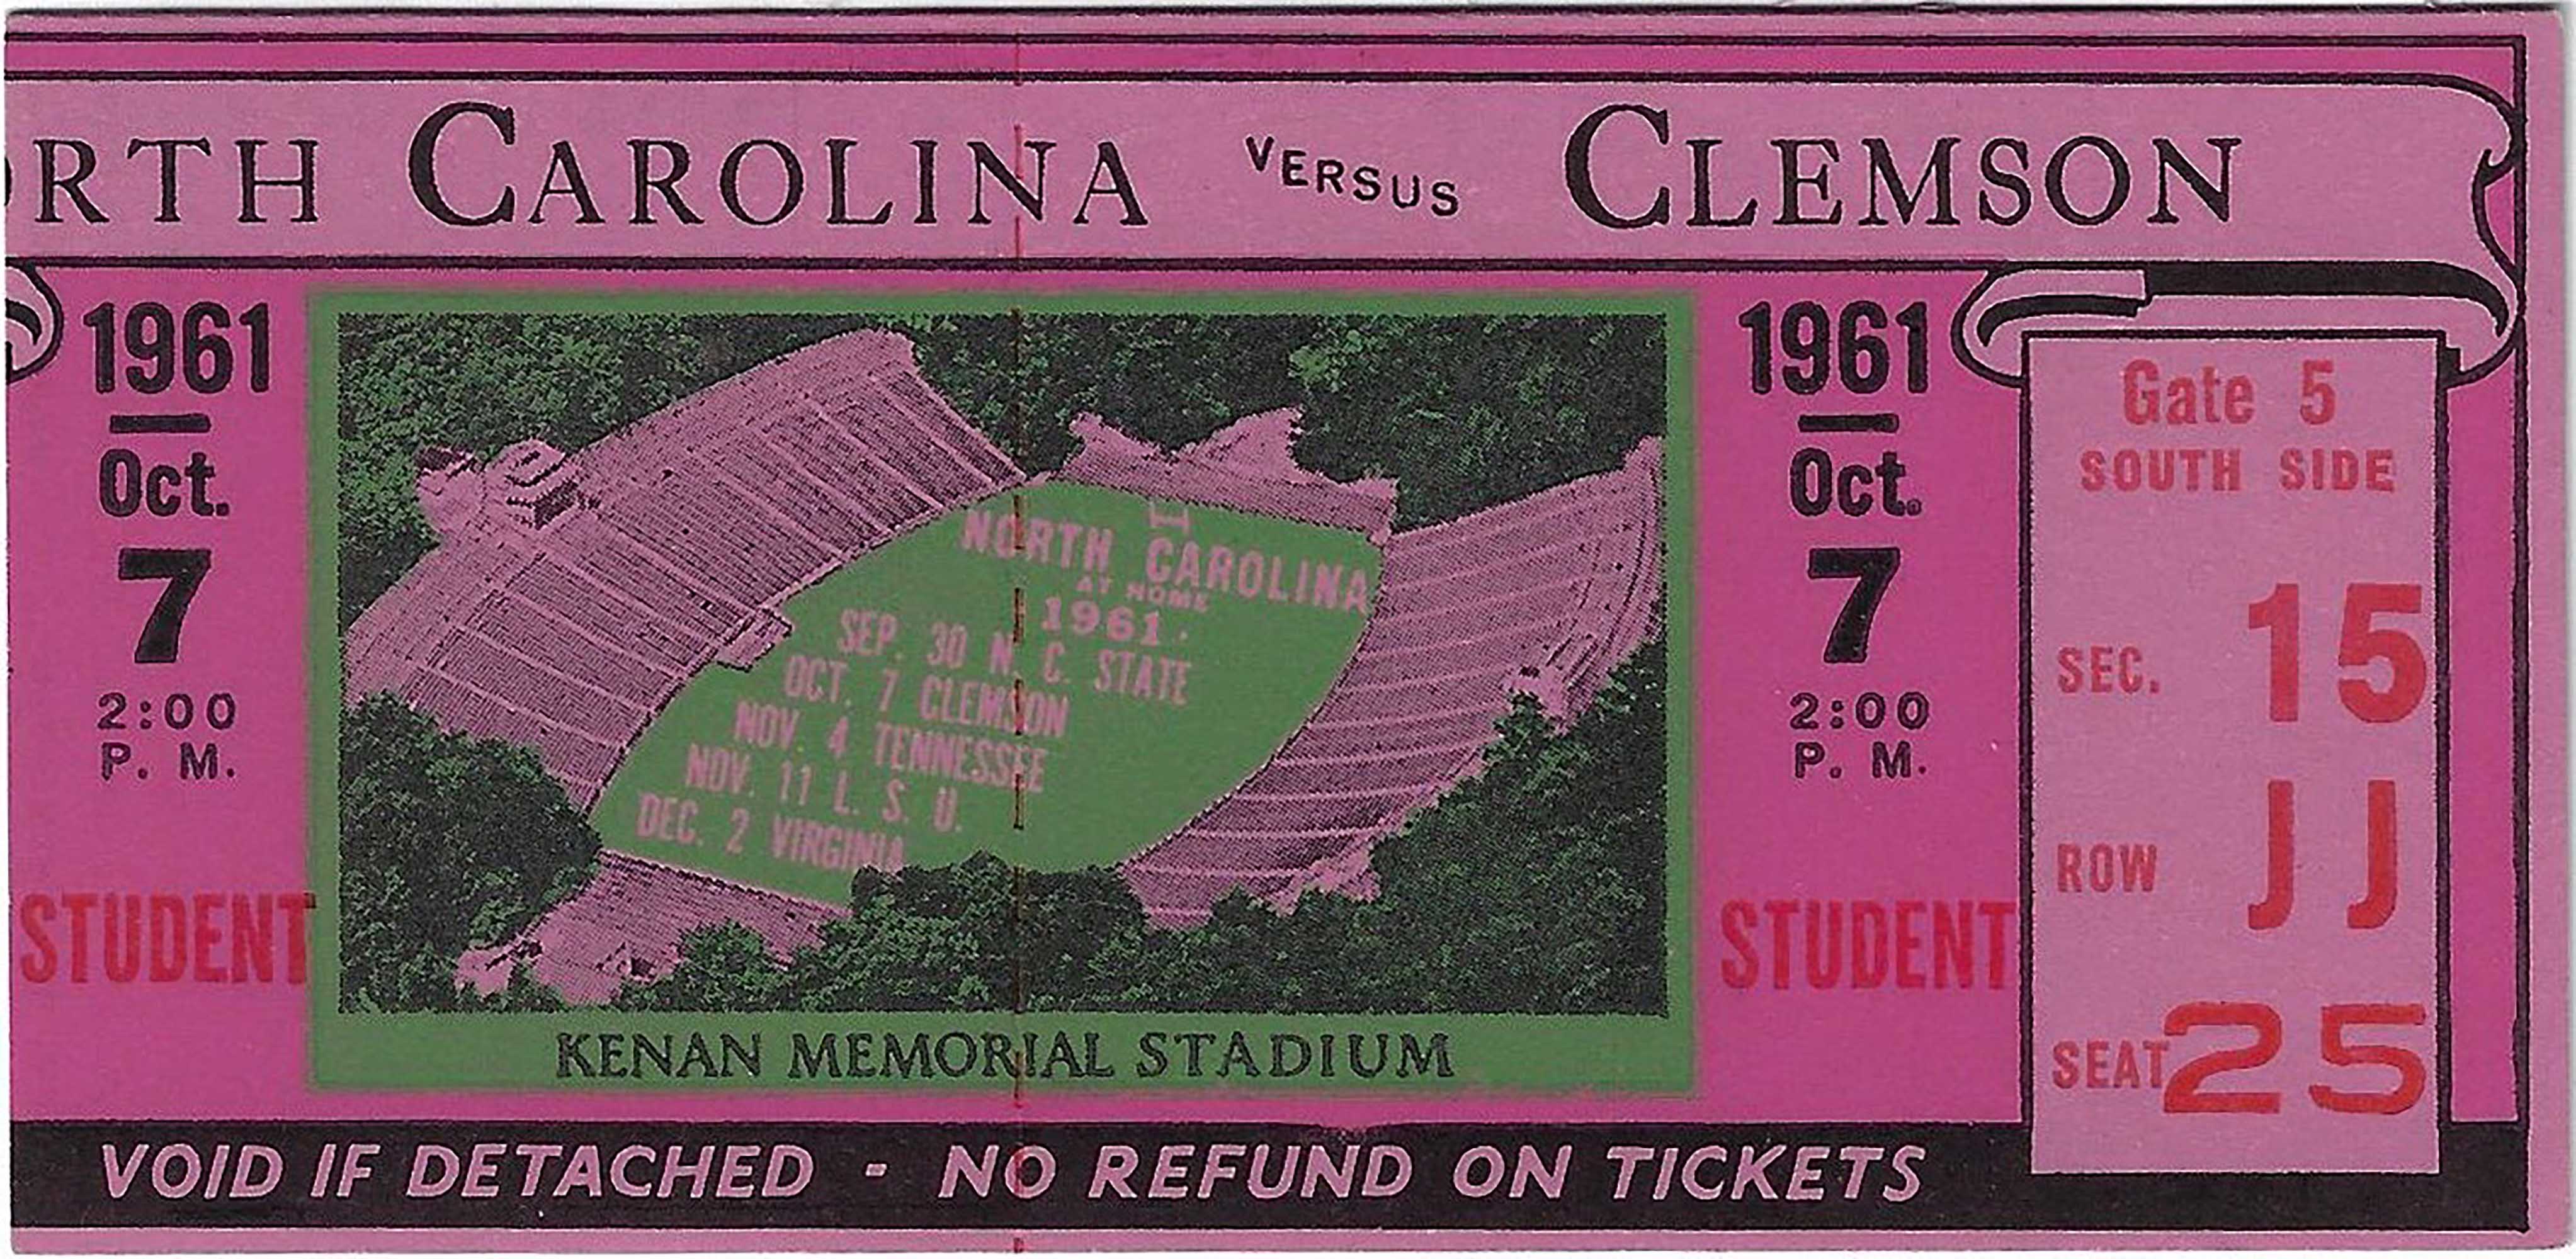 ORTH CAROLINA VERSUS CLEMSON
1961
Oct.
7
2:00
P. M.
STUDENT
NORTH CAROLINA
AT HOME
1961
SEP. 30 N. C. STATE
OCT. 7 CLEMSON
NOV. 4 TENNESSEE
NOV. 11 L. S. U.
DEC. 2 VIRGINIA
KENAN MEMORIAL STADIUM
1961
Oct.
7
2:00
P. M.
STUDENT
Gate 5
SOUTH SIDE
SEC. 15
ROW JJ
SEAT 25
VOID IF DETACHED - NO REFUND ON TICKETS